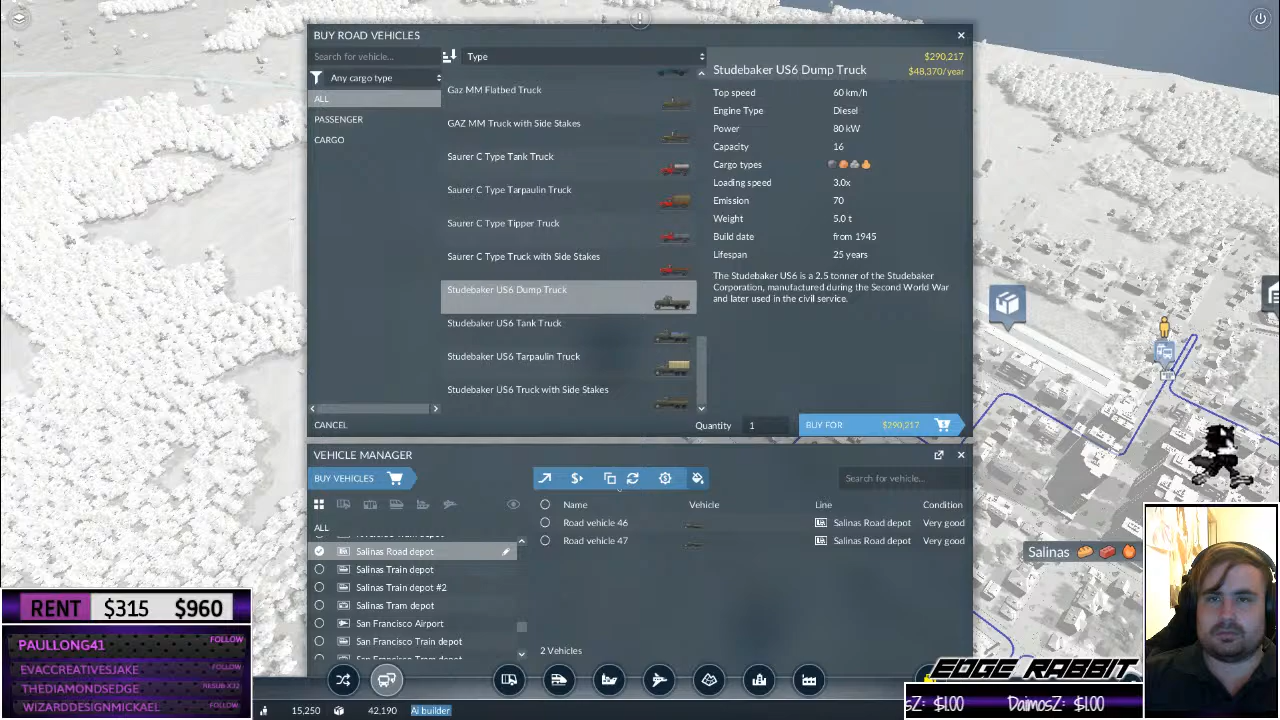 BUY ROAD VEHICLES
Search for vehicle...
Type
Any cargo type
ALL
PASSENGER
CARGO
Gaz MM Flatbed Truck
GAZ MM Truck with Side Stakes
Saurer C Type Tank Truck
Saurer C Type Tarpaulin Truck
Saurer C Type Tipper Truck
Saurer C Type Truck with Side Stakes
Studebaker US6 Dump Truck
Studebaker US6 Tank Truck
Studebaker US6 Tarpaulin Truck
Studebaker US6 Truck with Side Stakes
$290,217
Studebaker US6 Dump Truck
$48,370/year
Top speed 60 km/h
Engine Type Diesel
Power 80 kW
Capacity 16
Cargo types
Loading speed 3.0x
Emission 70
Weight 5.0 t
Build date from 1945
Lifespan 25 years
The Studebaker US6 is a 2.5 tonner of the Studebaker
Corporation, manufactured during the Second World War
and later used in the civil service.
CANCEL
Quantity 1
BUY FOR $290,217
VEHICLE MANAGER
BUY VEHICLES
Search for vehicle...
ALL
Salinas Road depot
Salinas Train depot
Salinas Train depot #2
Salinas Tram depot
San Francisco Airport
San Francisco Train depot
San Francisco Tram depot
Name Vehicle Line Condition
Road vehicle 46 Salinas Road depot Very good
Road vehicle 47 Salinas Road depot Very good
2 Vehicles
Salinas
RENT $315 $960
PAULLONG41 FOLLOW
EVACCREATIVESJAKE FOLLOW
THEDIAMONDSEDGE RESUB X32
WIZARDDESIGNMICKAEL FOLLOW
15,250 42,190 AI builder
EDGE RABBIT
sZ: $1.00 DaimosZ: $1.00